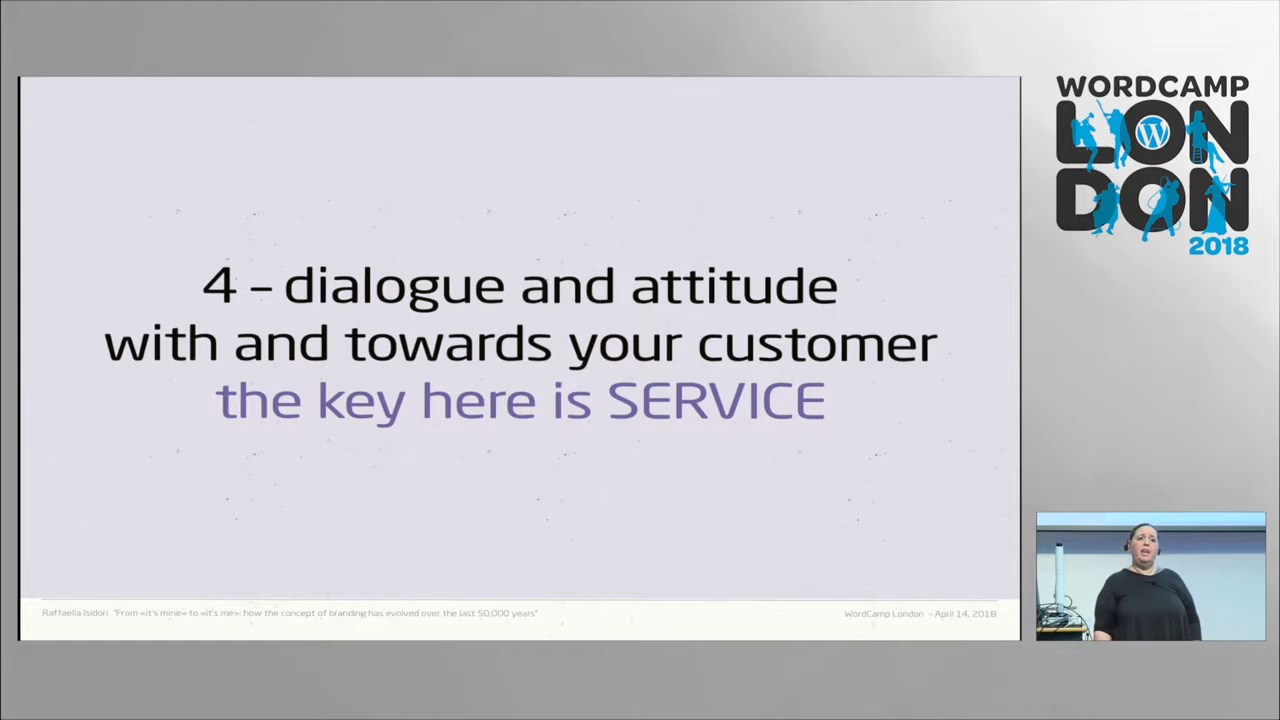 4 – dialogue and attitude
with and towards your customer
the key here is SERVICE
Raffaella Isidori "From «it's mine» to «it's me»: how the concept of branding has evolved over the last 50,000 years"
WordCamp London – April 14, 2018
WORDCAMP
LON
DON
2018